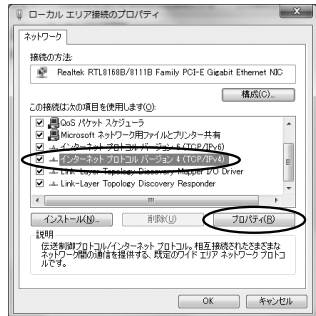 ローカル エリア接続のプロパティ
ネットワーク
接続の方法:
Realtek RTL8168B/8111B Family PCI-E Gigabit Ethernet NIC
構成(C)...
この接続は次の項目を使用します(O):
QoS パケット スケジューラ
Microsoft ネットワーク用ファイルとプリンター共有
インターネット プロトコル バージョン 6 (TCP/IPv6)
インターネット プロトコル バージョン 4 (TCP/IPv4)
Link-Layer Topology Discovery Mapper I/O Driver
Link-Layer Topology Discovery Responder
インストール(N)...
削除(U)
プロパティ(R)
説明
伝送制御プロトコル/インターネット プロトコル。相互接続されたさまざまな
ネットワーク間の通信を提供する、既定のワイド エリア ネットワーク プロトコ
ルです。
OK
キャンセル